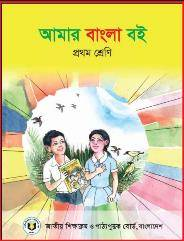 আমার বাংলা বই
প্রথম শ্রেণি
জাতীয় শিক্ষাক্রম ও পাঠ্যপুস্তক বোর্ড, বাংলাদেশ